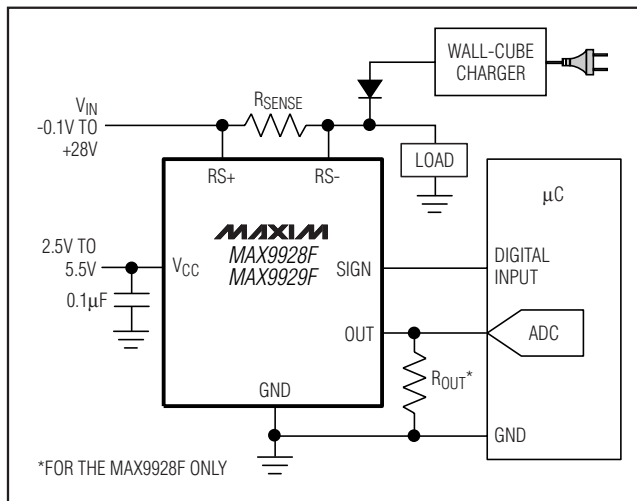 WALL-CUBE
CHARGER
VIN
-0.1V TO
+28V
RSENSE
RS+
RS-
LOAD
µC
MAXIM
MAX9928F
MAX9929F
2.5V TO
5.5V
VCC
0.1µF
SIGN
DIGITAL
INPUT
OUT
ADC
ROUT*
GND
GND
*FOR THE MAX9928F ONLY